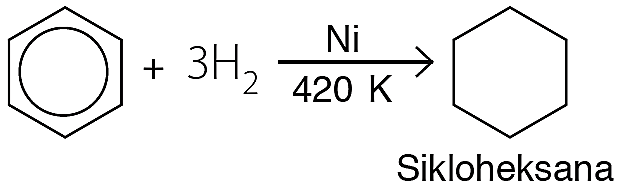 + 3H₂ Ni
420 K
Sikloheksana